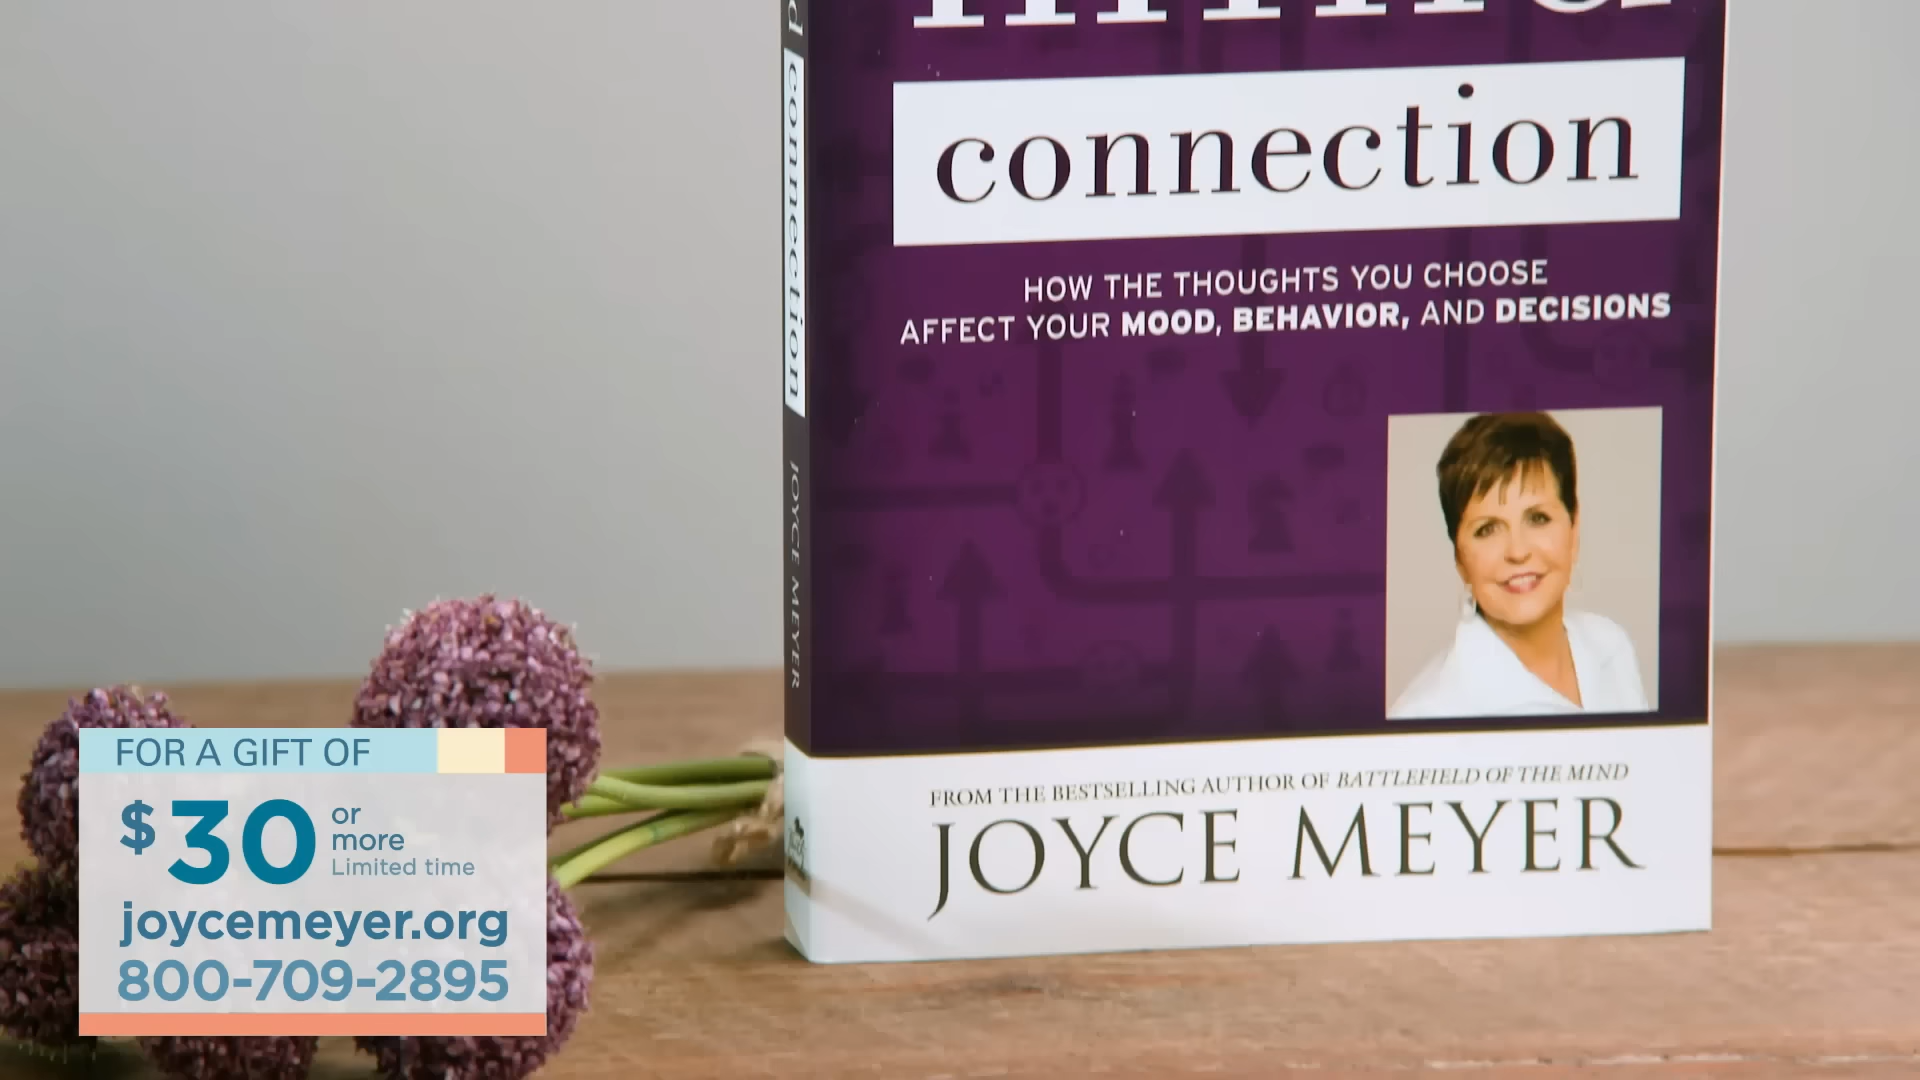 connection
HOW THE THOUGHTS YOU CHOOSE
AFFECT YOUR MOOD, BEHAVIOR, AND DECISIONS
FROM THE BESTSELLING AUTHOR OF BATTLEFIELD OF THE MIND
JOYCE MEYER
connection
JOYCE MEYER
FOR A GIFT OF
$30 or
more
Limited time
joycemeyer.org
800-709-2895